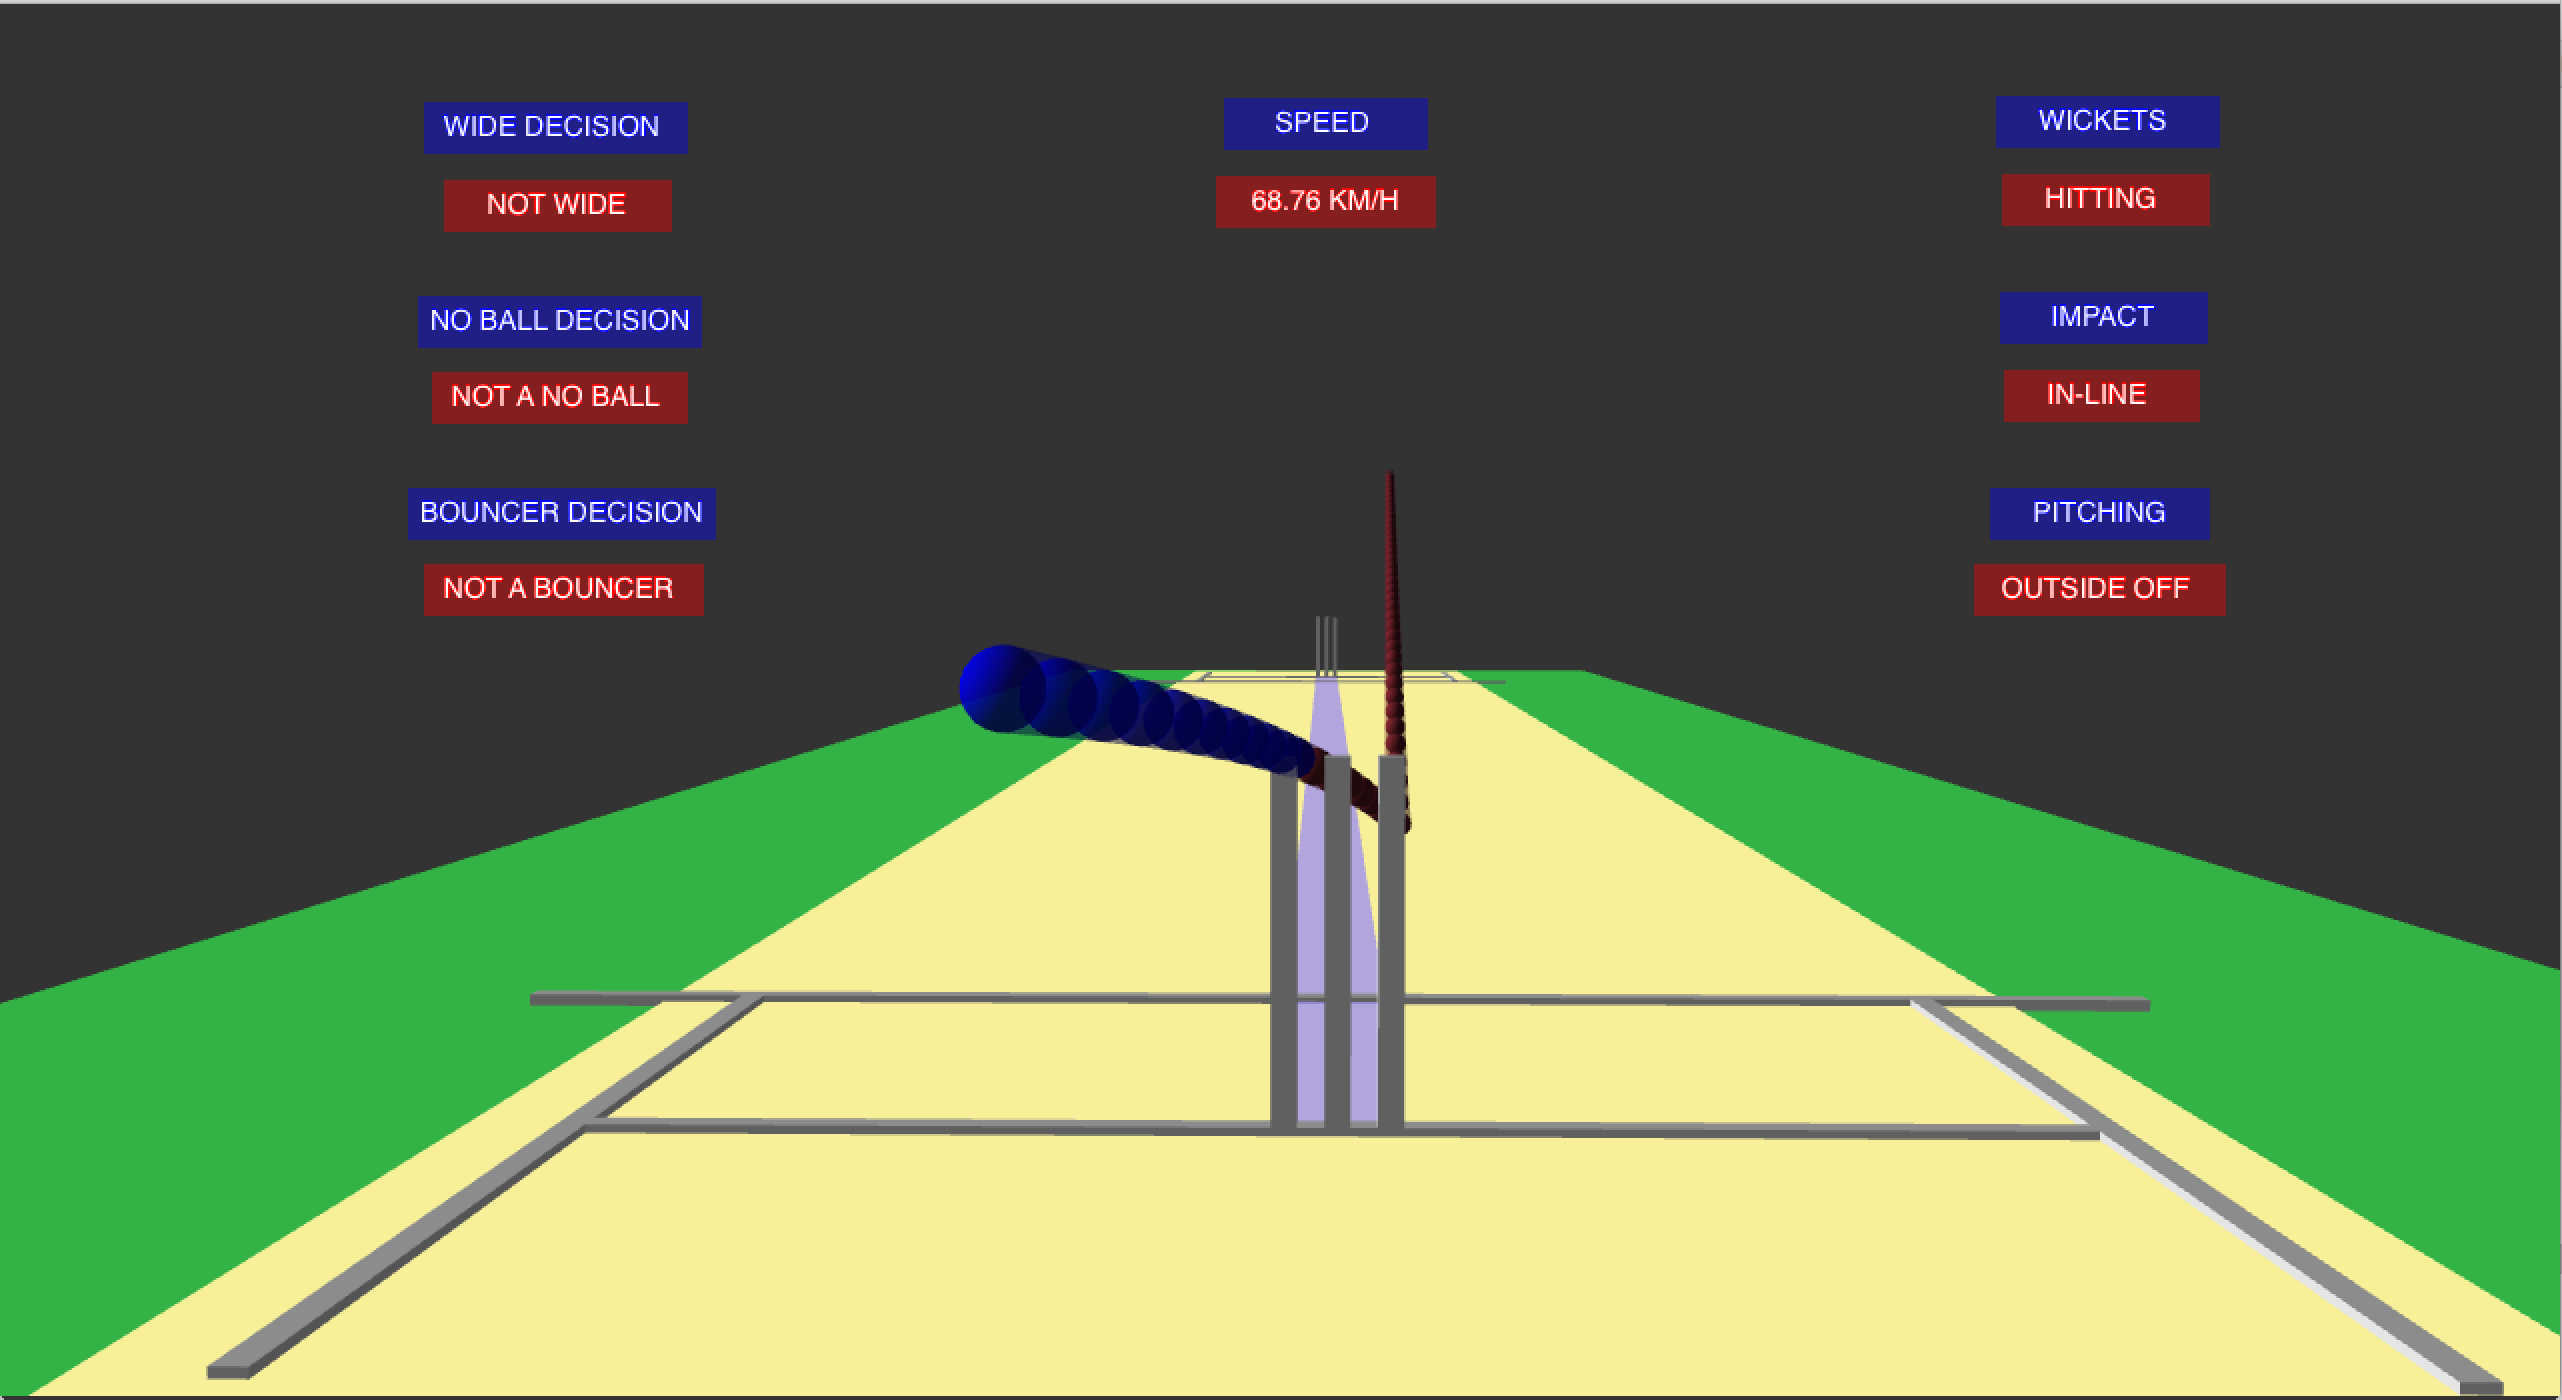 WIDE DECISION
NOT WIDE
NO BALL DECISION
NOT A NO BALL
BOUNCER DECISION
NOT A BOUNCER
SPEED
68.76 KM/H
WICKETS
HITTING
IMPACT
IN-LINE
PITCHING
OUTSIDE OFF